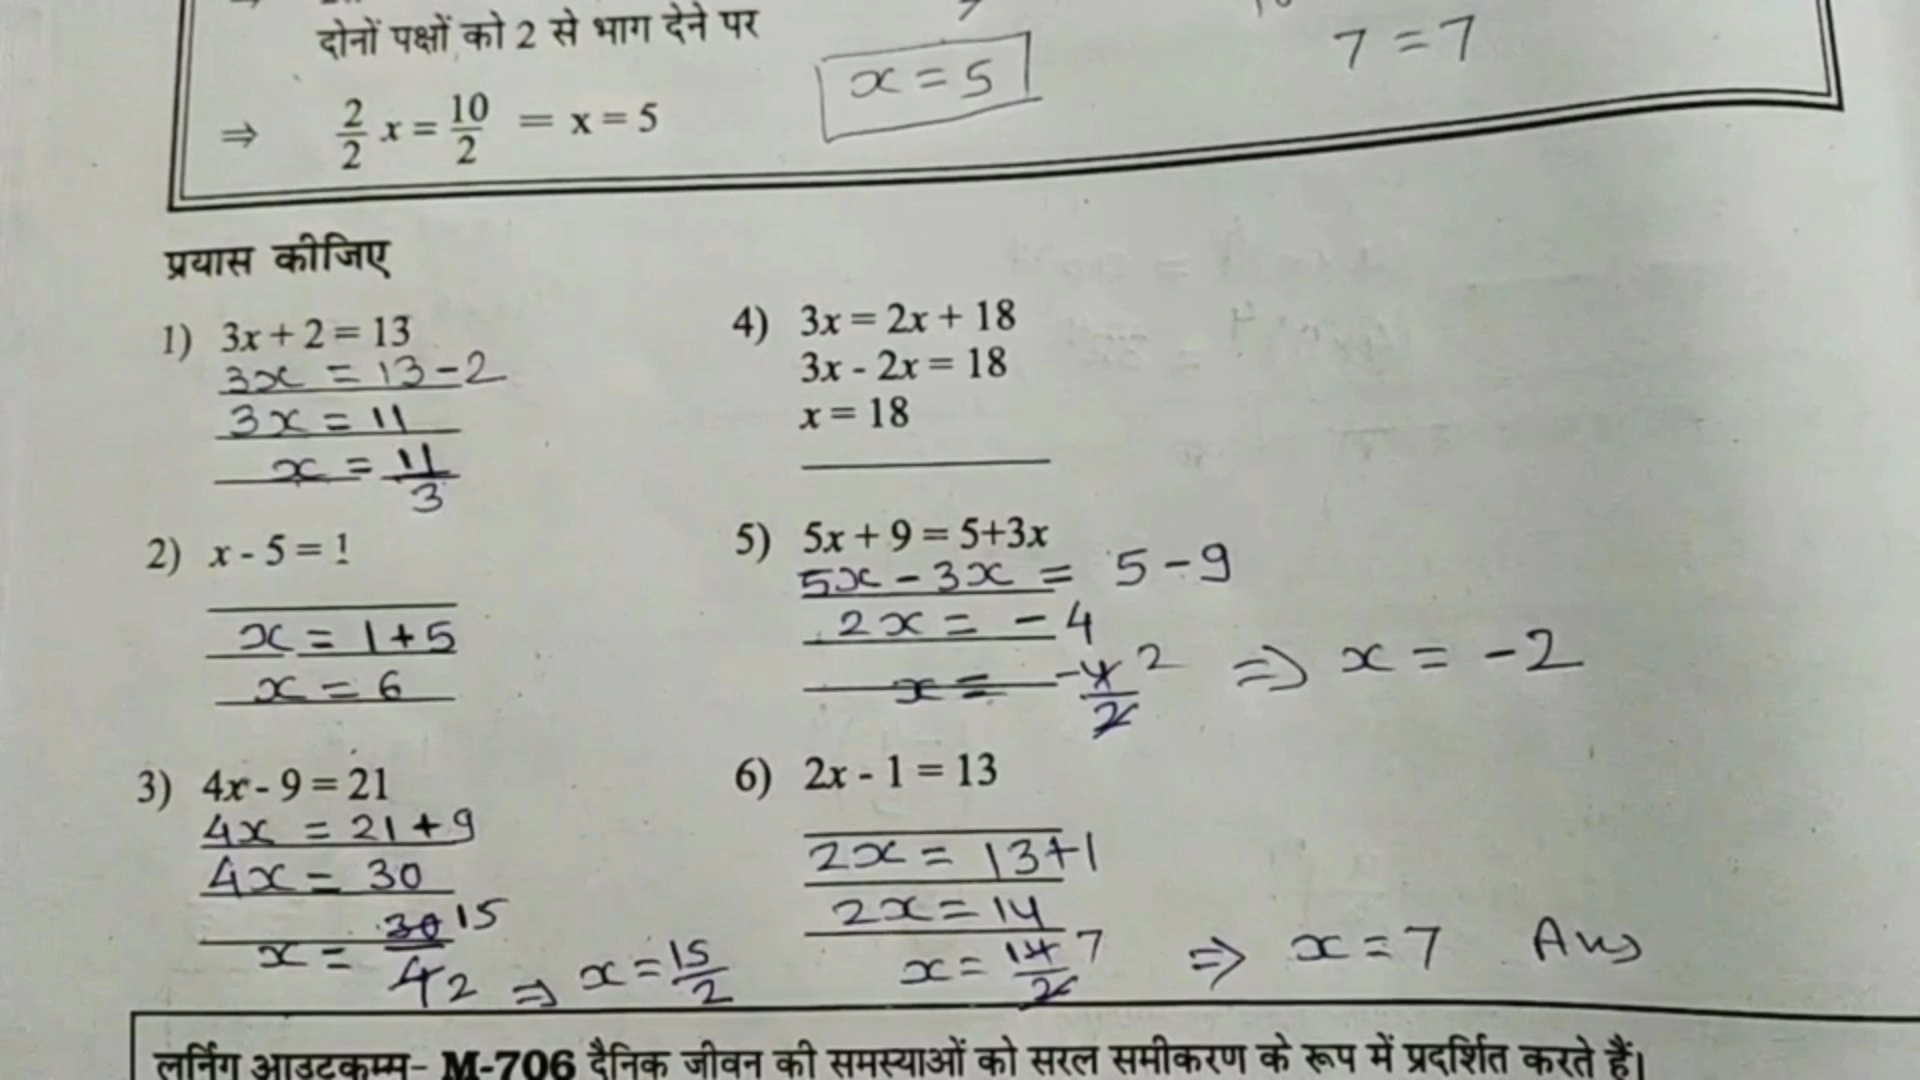 दोनों पक्षों को 2 से भाग देने पर
x = 5
7 = 7
⇒ 2/2 x = 10/2 = x = 5
प्रयास कीजिए
1) 3x + 2 = 13
3x = 13 - 2
3x = 11
x = 11/3
2) x - 5 = 1
x = 1 + 5
x = 6
3) 4x - 9 = 21
4x = 21 + 9
4x = 30
x = 30/4 15 2 ⇒ x = 15/2
4) 3x = 2x + 18
3x - 2x = 18
x = 18
5) 5x + 9 = 5+3x
5x - 3x = 5 - 9
2x = - 4
x = -4/2 2 ⇒ x = -2
6) 2x - 1 = 13
2x = 13+1
2x = 14
x = 14/2 7 ⇒ x = 7 Ans
लर्निंग आउटकम्म- M-706 दैनिक जीवन की समस्याओं को सरल समीकरण के रूप में प्रदर्शित करते हैं।